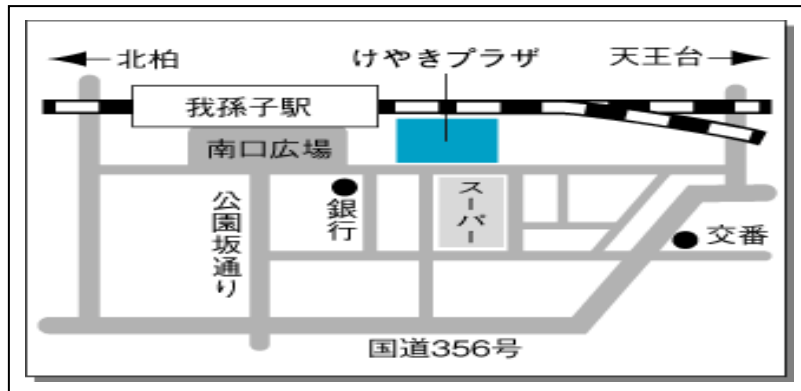 北柏
けやきプラザ
天王台
我孫子駅
南口広場
公園坂通り
銀行
スーパー
交番
国道356号